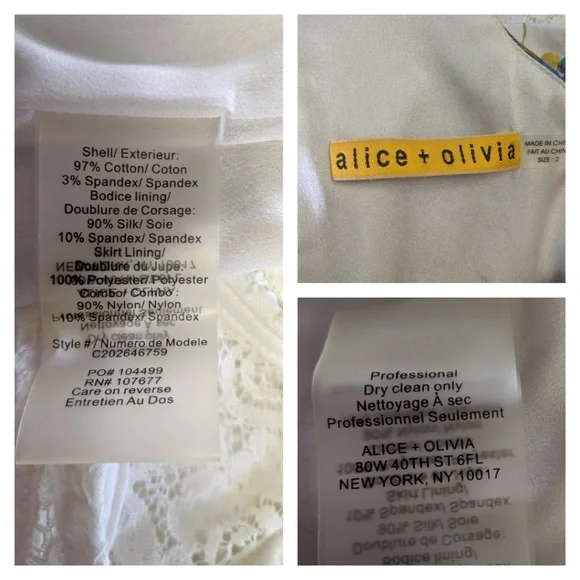 Shell/ Exterieur:
97% Cotton/ Coton
3% Spandex/ Spandex
Bodice lining/
Doublure de Corsage:
90% Silk/ Soie
10% Spandex/ Spandex
Skirt Lining/
Doublure du Jupe:
100% Polyester/ Polyester
Combo/ Combo :
90% Nylon/ Nylon
10% Spandex/ Spandex
Style #/ Numero de Modele
C202646759
PO# 104499
RN# 107677
Care on reverse
Entretien Au Dos
alice + olivia
MADE IN
FAIT AU
SIZE : 2
Professional
Dry clean only
Nettoyage À sec
Professionnel Seulement
ALICE + OLIVIA
80W 40TH ST 6FL
NEW YORK, NY 10017